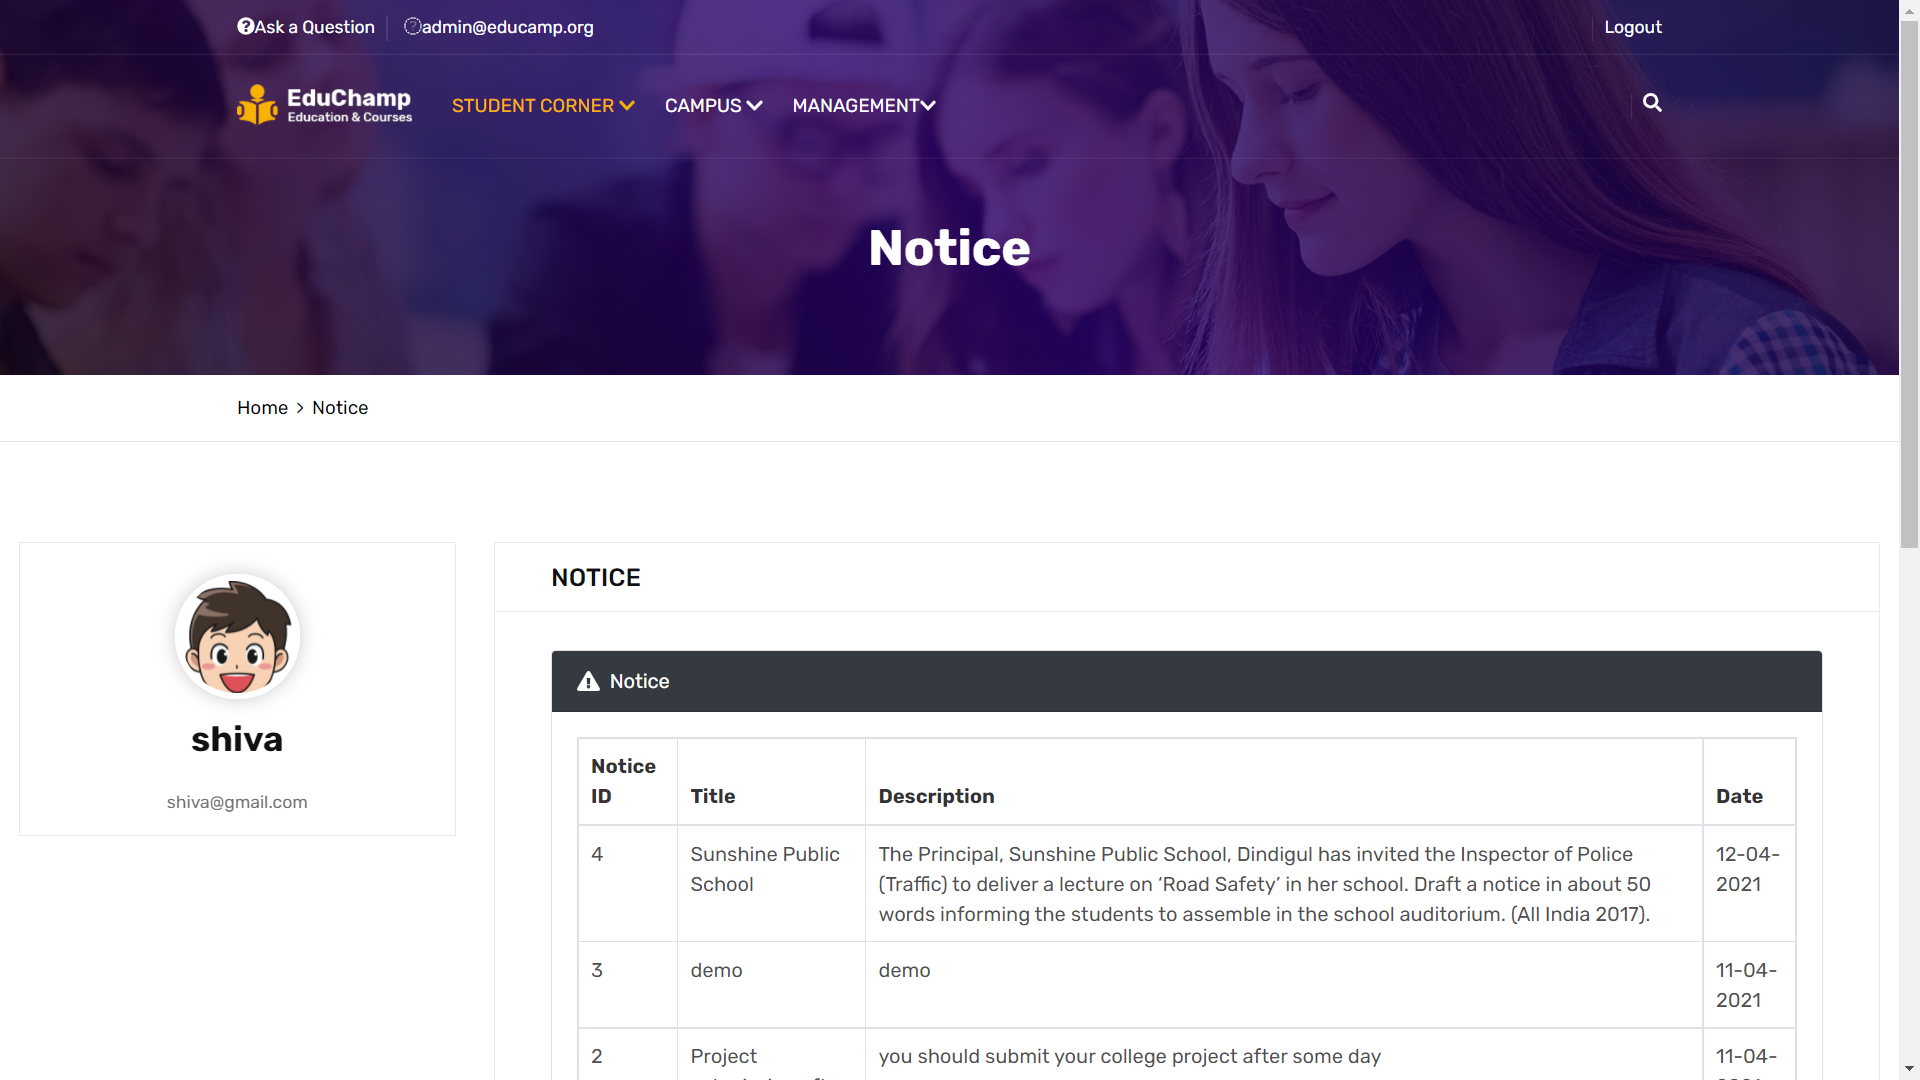 Ask a Question
admin@educamp.org
Logout
EduChamp
Education & Courses
STUDENT CORNER
CAMPUS
MANAGEMENT
Notice
Home > Notice
shiva
shiva@gmail.com
NOTICE
Notice
Notice
ID
Title
Description
Date
4
Sunshine Public
School
The Principal, Sunshine Public School, Dindigul has invited the Inspector of Police
(Traffic) to deliver a lecture on ‘Road Safety’ in her school. Draft a notice in about 50
words informing the students to assemble in the school auditorium. (All India 2017).
12-04-
2021
3
demo
demo
11-04-
2021
2
Project
you should submit your college project after some day
11-04-